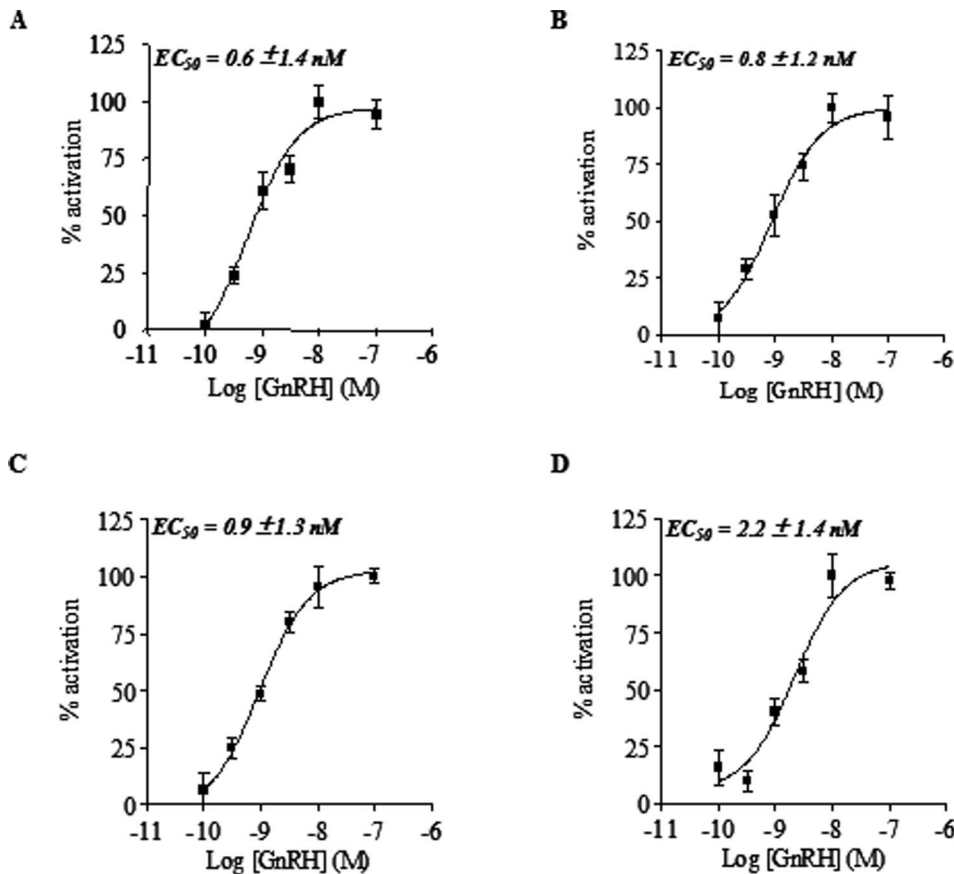 A
EC50 = 0.6 ±1.4 nM
125
100
75
50
25
0
% activation
-11 -10 -9 -8 -7 -6
Log [GnRH] (M)
B
EC50 = 0.8 ±1.2 nM
125
100
75
50
25
0
% activation
-11 -10 -9 -8 -7 -6
Log [GnRH] (M)
C
EC50 = 0.9 ±1.3 nM
125
100
75
50
25
0
% activation
-11 -10 -9 -8 -7 -6
Log [GnRH] (M)
D
EC50 = 2.2 ± 1.4 nM
125
100
75
50
25
0
% activation
-11 -10 -9 -8 -7 -6
Log [GnRH] (M)